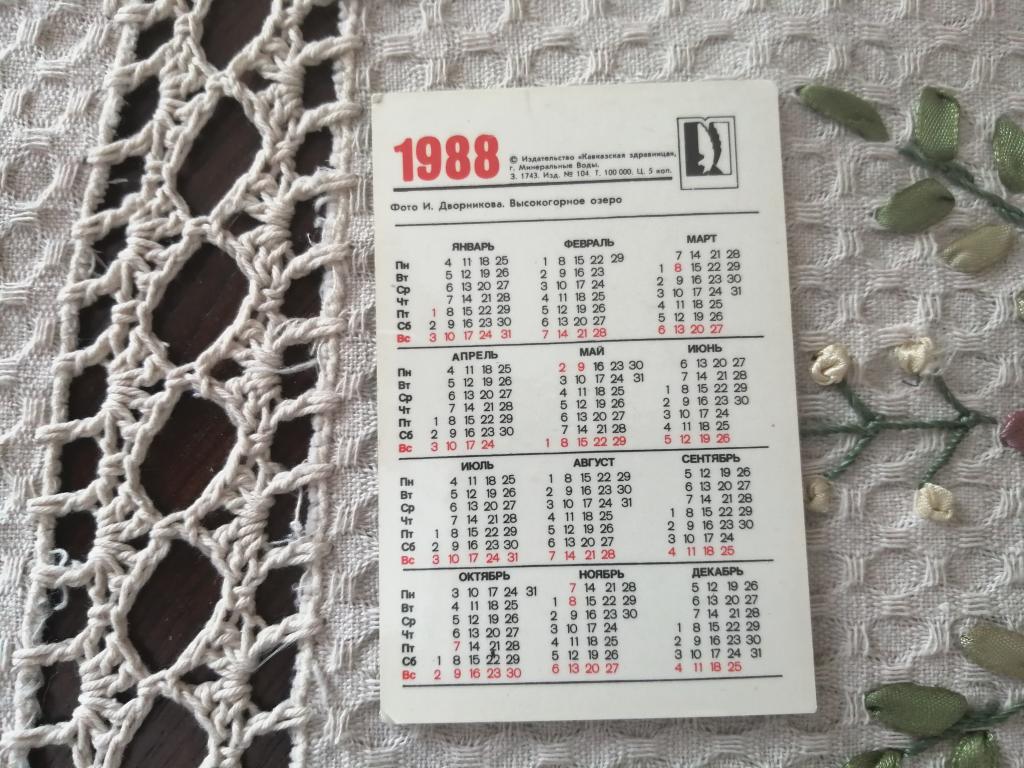 1988
© Издательство «Кавказская здравница»,
г. Минеральные Воды.
З. 1743. Изд. № 104. Т. 100 000. Ц. 5 коп.
Фото И. Дворникова. Высокогорное озеро
ЯНВАРЬ ФЕВРАЛЬ МАРТ
Пн 4 11 18 25 1 8 15 22 29 7 14 21 28
Вт 5 12 19 26 2 9 16 23 1 8 15 22 29
Ср 6 13 20 27 3 10 17 24 2 9 16 23 30
Чт 7 14 21 28 4 11 18 25 3 10 17 24 31
Пт 1 8 15 22 29 5 12 19 26 4 11 18 25
Сб 2 9 16 23 30 6 13 20 27 5 12 19 26
Вс 3 10 17 24 31 7 14 21 28 6 13 20 27
АПРЕЛЬ МАЙ ИЮНЬ
Пн 4 11 18 25 2 9 16 23 30 6 13 20 27
Вт 5 12 19 26 3 10 17 24 31 7 14 21 28
Ср 6 13 20 27 4 11 18 25 1 8 15 22 29
Чт 7 14 21 28 5 12 19 26 2 9 16 23 30
Пт 1 8 15 22 29 6 13 20 27 3 10 17 24
Сб 2 9 16 23 30 7 14 21 28 4 11 18 25
Вс 3 10 17 24 1 8 15 22 29 5 12 19 26
ИЮЛЬ АВГУСТ СЕНТЯБРЬ
Пн 4 11 18 25 1 8 15 22 29 5 12 19 26
Вт 5 12 19 26 2 9 16 23 30 6 13 20 27
Ср 6 13 20 27 3 10 17 24 31 7 14 21 28
Чт 7 14 21 28 4 11 18 25 1 8 15 22 29
Пт 1 8 15 22 29 5 12 19 26 2 9 16 23 30
Сб 2 9 16 23 30 6 13 20 27 3 10 17 24
Вс 3 10 17 24 31 7 14 21 28 4 11 18 25
ОКТЯБРЬ НОЯБРЬ ДЕКАБРЬ
Пн 3 10 17 24 31 7 14 21 28 5 12 19 26
Вт 4 11 18 25 1 8 15 22 29 6 13 20 27
Ср 5 12 19 26 2 9 16 23 30 7 14 21 28
Чт 6 13 20 27 3 10 17 24 1 8 15 22 29
Пт 7 14 21 28 4 11 18 25 2 9 16 23 30
Сб 1 8 15 22 29 5 12 19 26 3 10 17 24 31
Вс 2 9 16 23 30 6 13 20 27 4 11 18 25